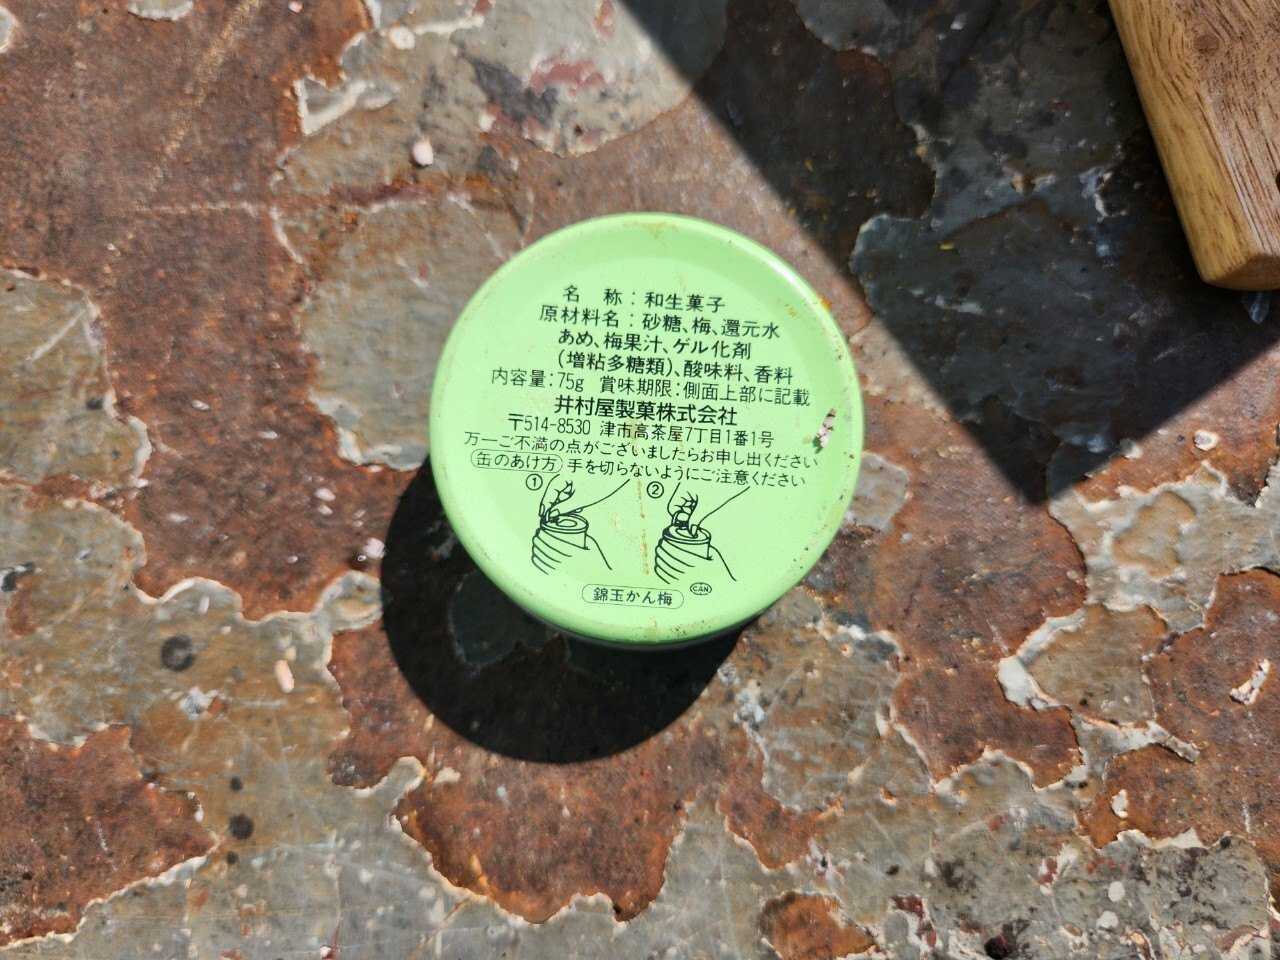 名 称：和生菓子
原材料名：砂糖、梅、還元水
あめ、梅果汁、ゲル化剤
(増粘多糖類)、酸味料、香料
内容量：75g 賞味期限：側面上部に記載
井村屋製菓株式会社
〒514-8530 津市高茶屋7丁目1番1号
万一ご不満の点がございましたらお申し出ください
缶のあけ方 手を切らないようにご注意ください
① ②
錦玉かん梅 CAN